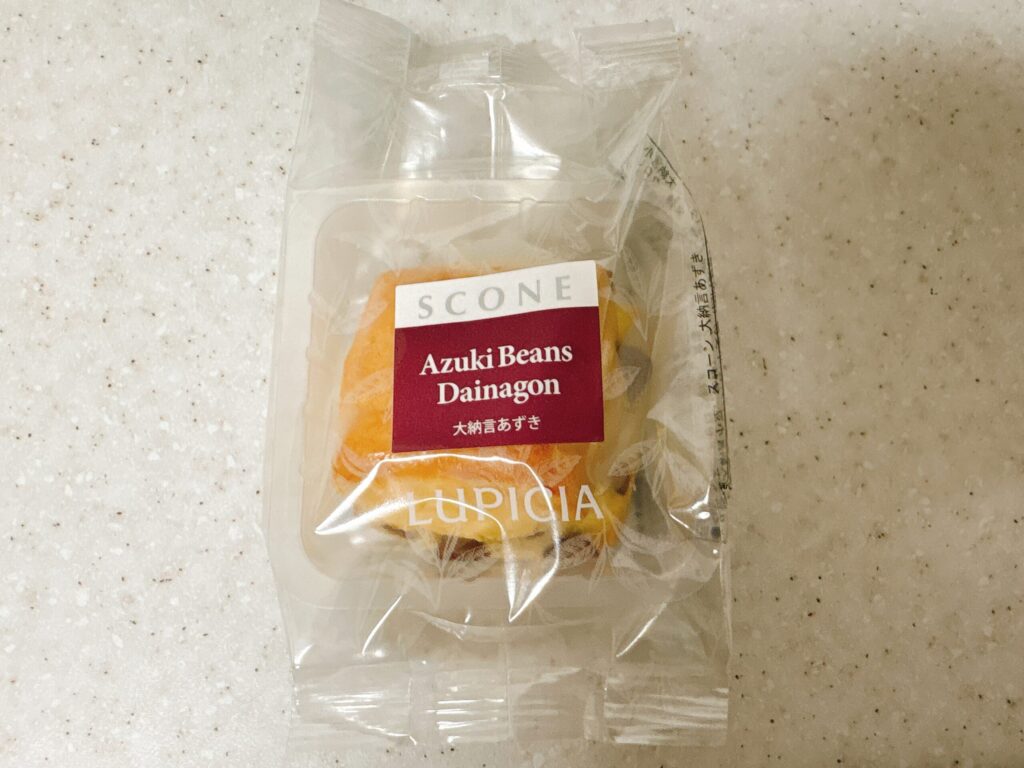 SCONE
Azuki Beans
Dainagon
大納言あずき
LUPICIA
スコーン 大納言あずき